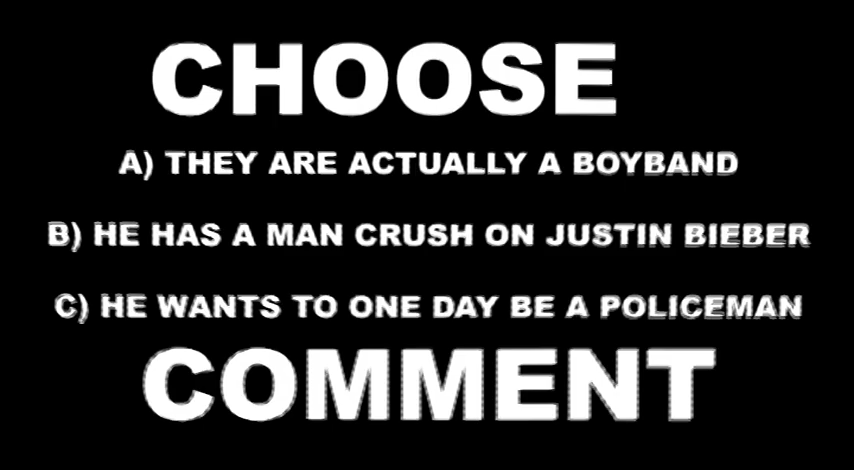 CHOOSE
A) THEY ARE ACTUALLY A BOYBAND
B) HE HAS A MAN CRUSH ON JUSTIN BIEBER
C) HE WANTS TO ONE DAY BE A POLICEMAN
COMMENT